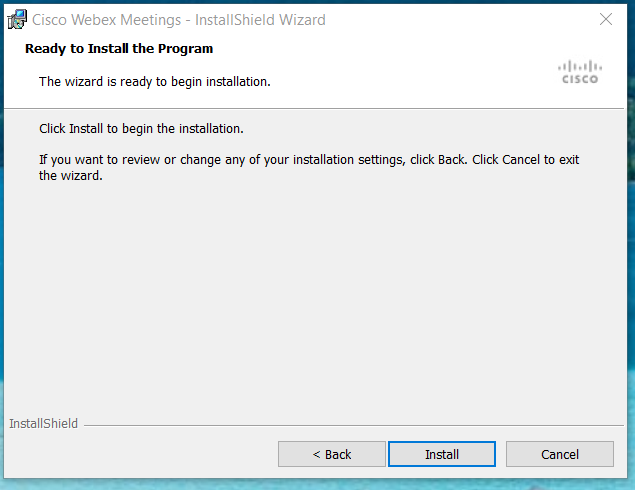 Cisco Webex Meetings - InstallShield Wizard
Ready to Install the Program
The wizard is ready to begin installation.
CISCO
Click Install to begin the installation.
If you want to review or change any of your installation settings, click Back. Click Cancel to exit
the wizard.
InstallShield
< Back Install Cancel